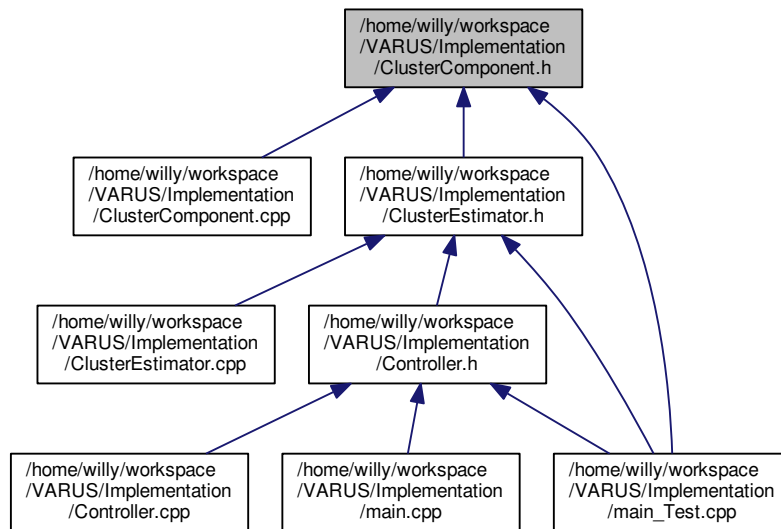 /home/willy/workspace
/VARUS/Implementation
/ClusterComponent.h
/home/willy/workspace
/VARUS/Implementation
/ClusterComponent.cpp
/home/willy/workspace
/VARUS/Implementation
/ClusterEstimator.h
/home/willy/workspace
/VARUS/Implementation
/ClusterEstimator.cpp
/home/willy/workspace
/VARUS/Implementation
/Controller.h
/home/willy/workspace
/VARUS/Implementation
/Controller.cpp
/home/willy/workspace
/VARUS/Implementation
/main.cpp
/home/willy/workspace
/VARUS/Implementation
/main_Test.cpp